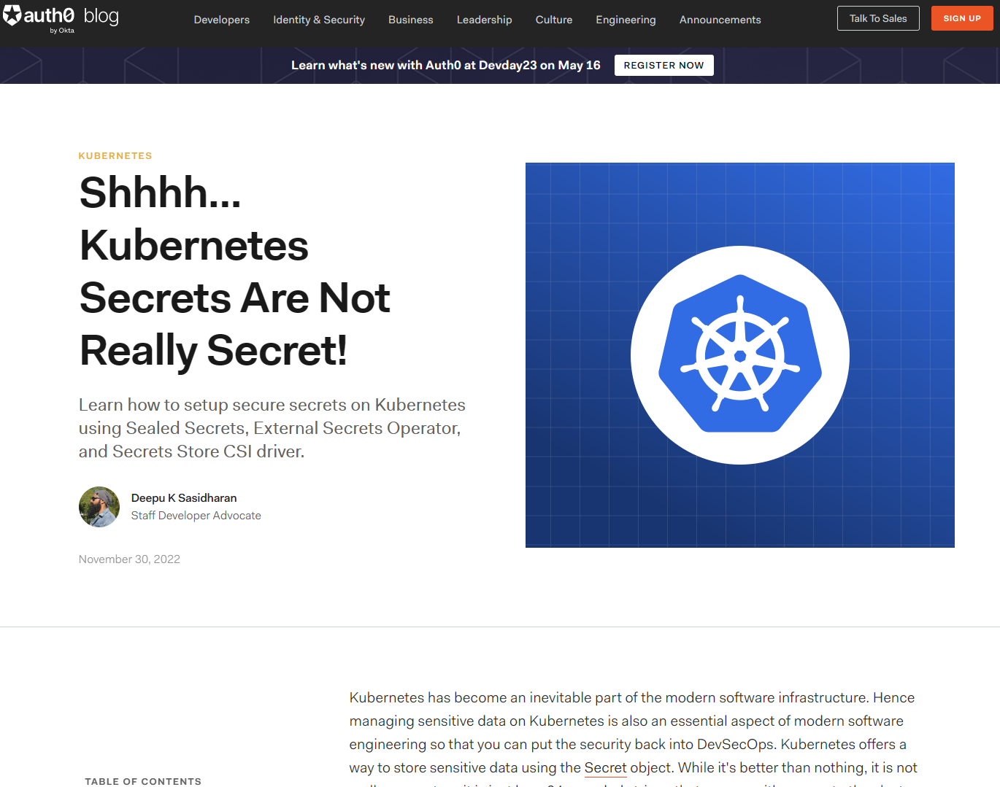 auth0 blog
by Okta
Developers Identity & Security Business Leadership Culture Engineering Announcements
Talk To Sales
SIGN UP
Learn what's new with Auth0 at Devday23 on May 16
REGISTER NOW
KUBERNETES
Shhhh...
Kubernetes
Secrets Are Not
Really Secret!
Learn how to setup secure secrets on Kubernetes
using Sealed Secrets, External Secrets Operator,
and Secrets Store CSI driver.
Deepu K Sasidharan
Staff Developer Advocate
November 30, 2022
Kubernetes has become an inevitable part of the modern software infrastructure. Hence
managing sensitive data on Kubernetes is also an essential aspect of modern software
engineering so that you can put the security back into DevSecOps. Kubernetes offers a
way to store sensitive data using the Secret object. While it's better than nothing, it is not
TABLE OF CONTENTS